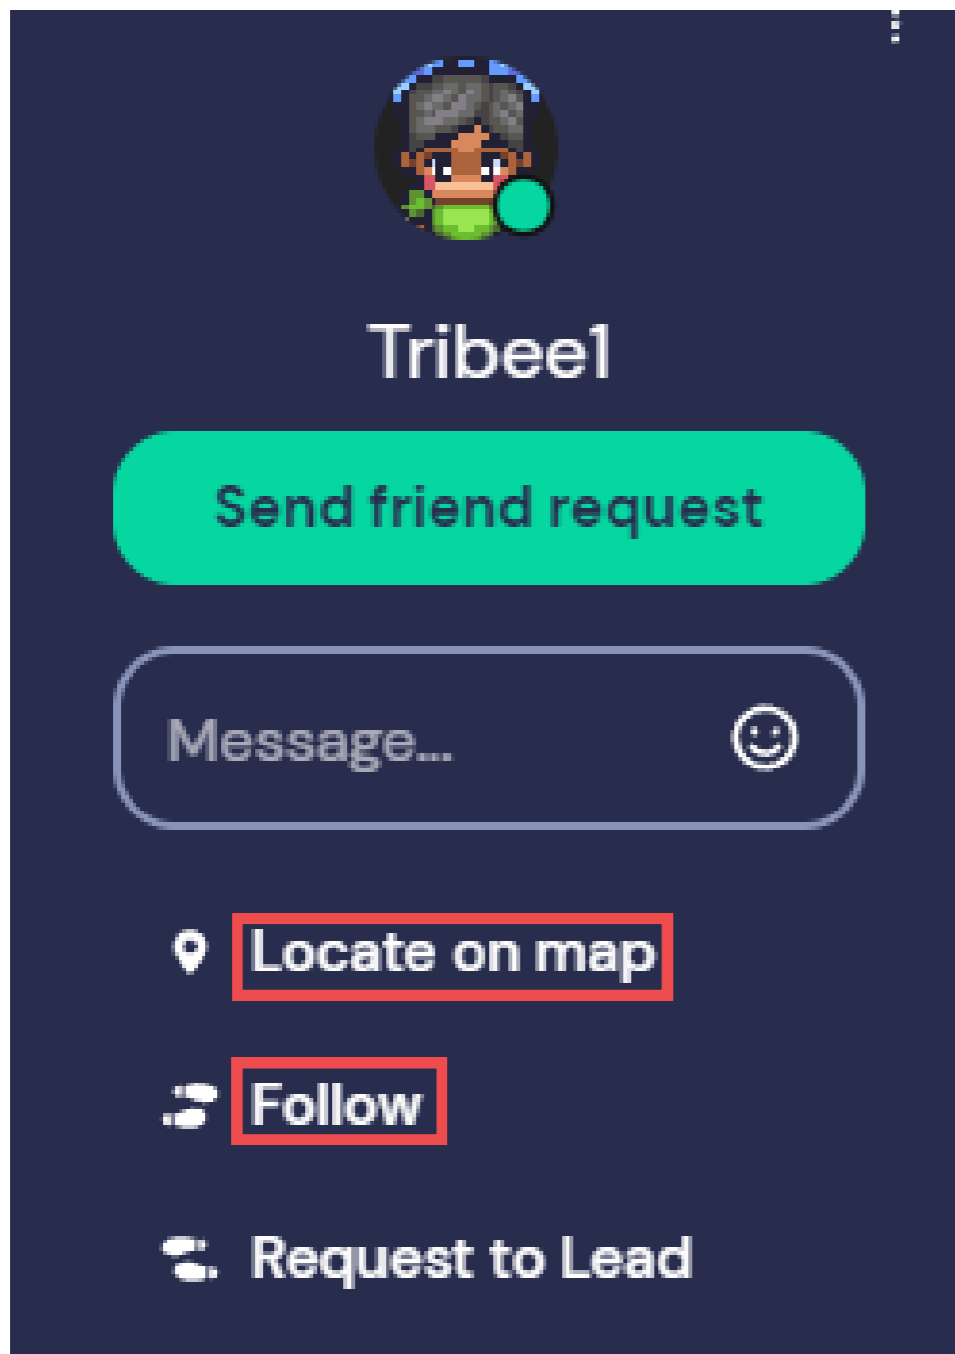 Tribee1
Send friend request
Message...
Locate on map
Follow
Request to Lead